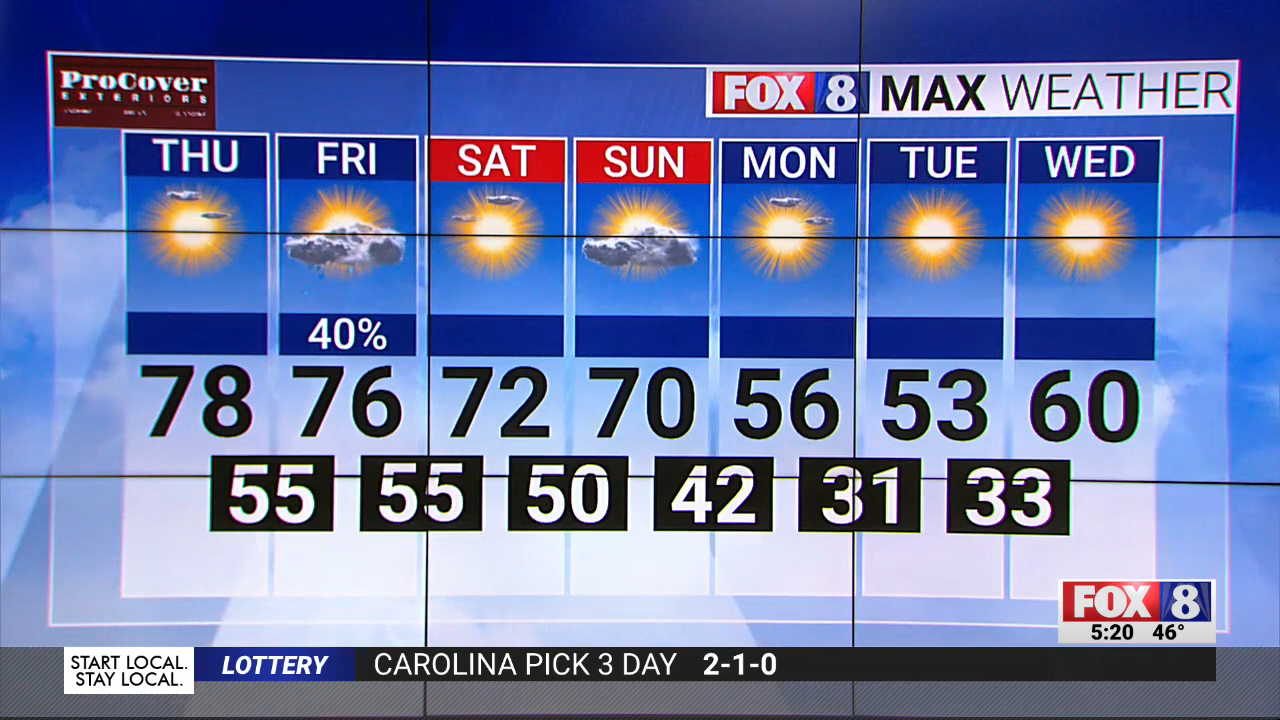 ProCover
EXTERIORS
FOX 8 MAX WEATHER
THU FRI SAT SUN MON TUE WED
40%
78 76 72 70 56 53 60
55 55 50 42 31 33
FOX 8
5:20 46°
START LOCAL.
STAY LOCAL.
LOTTERY CAROLINA PICK 3 DAY 2-1-0